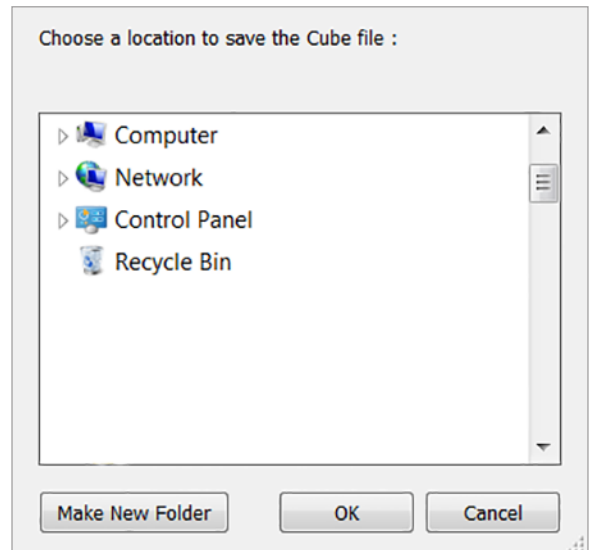 Choose a location to save the Cube file :
Computer
Network
Control Panel
Recycle Bin
Make New Folder
OK
Cancel